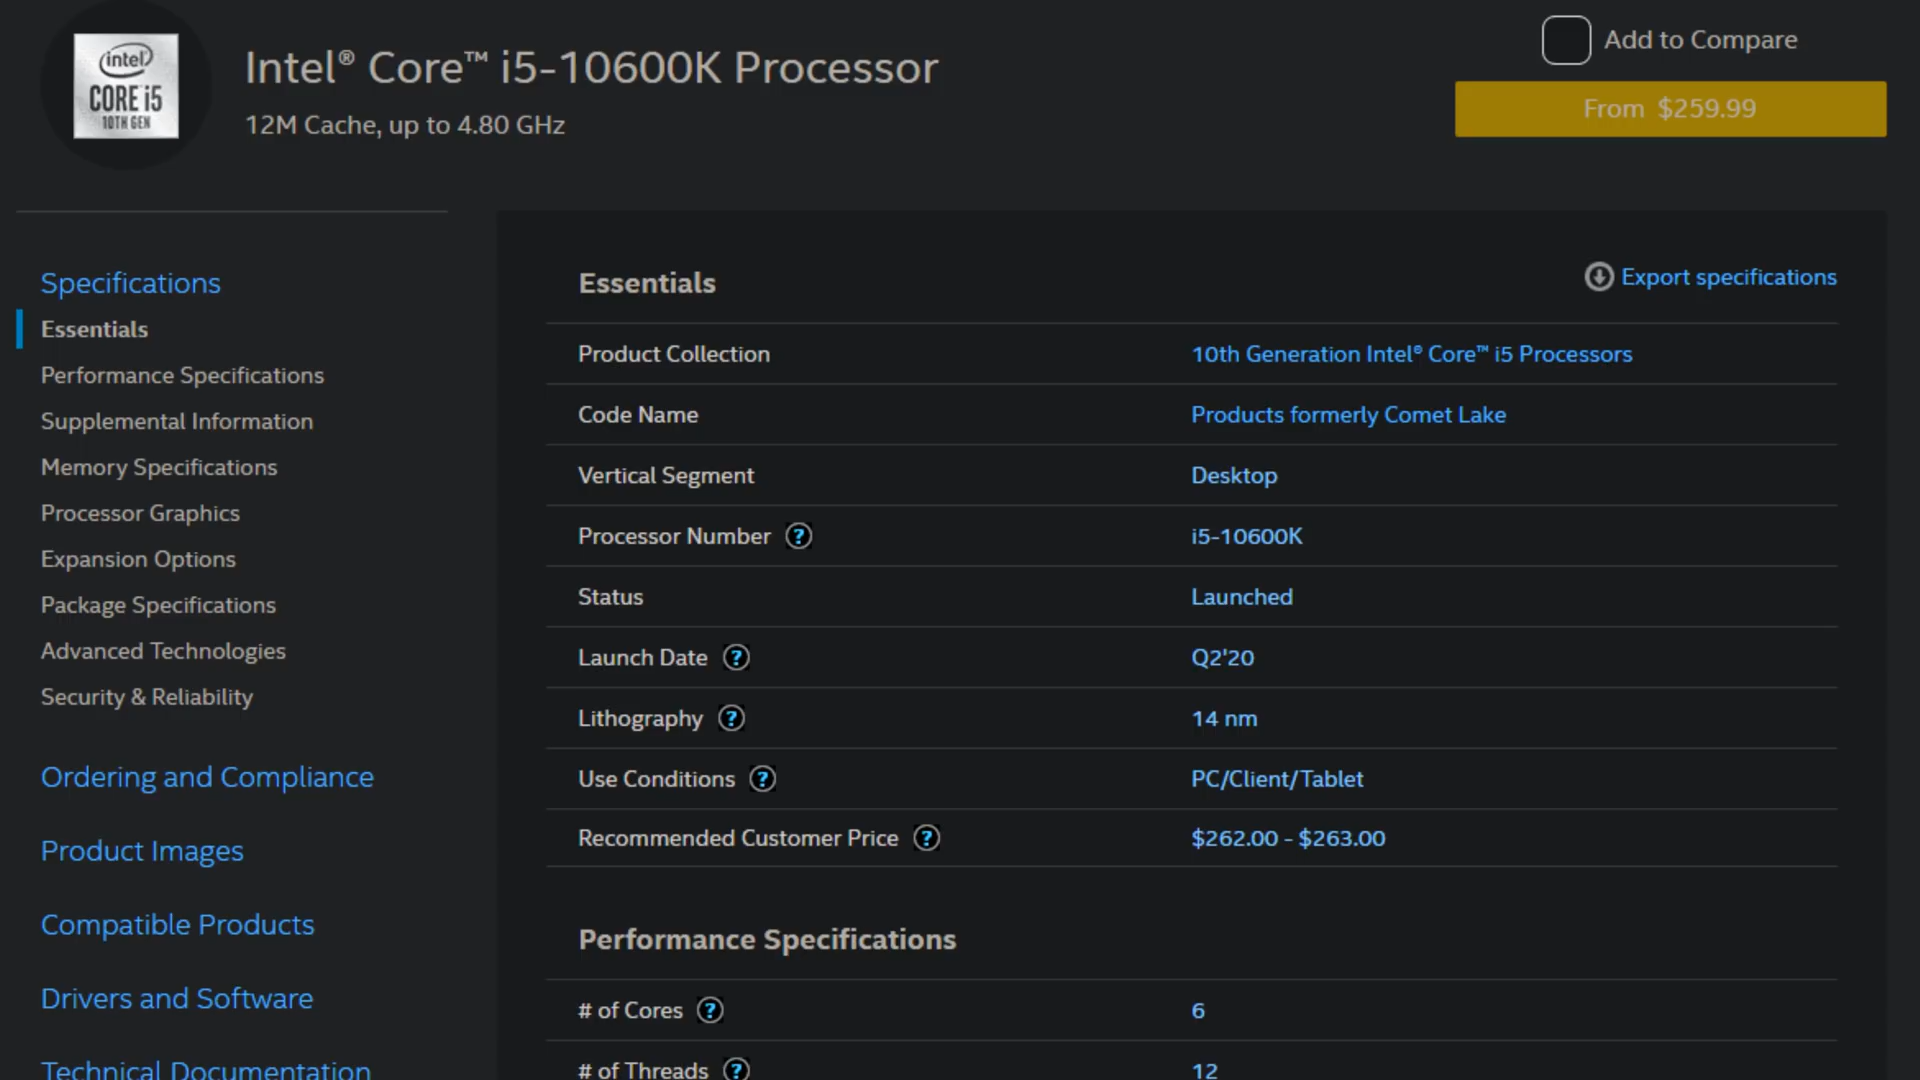 intel®
CORE i5
10TH GEN
Intel® Core™ i5-10600K Processor
12M Cache, up to 4.80 GHz
Add to Compare
From $259.99
Specifications
Essentials
Performance Specifications
Supplemental Information
Memory Specifications
Processor Graphics
Expansion Options
Package Specifications
Advanced Technologies
Security & Reliability
Ordering and Compliance
Product Images
Compatible Products
Drivers and Software
Technical Documentation
Essentials
Export specifications
Product Collection 10th Generation Intel® Core™ i5 Processors
Code Name Products formerly Comet Lake
Vertical Segment Desktop
Processor Number ? i5-10600K
Status Launched
Launch Date ? Q2'20
Lithography ? 14 nm
Use Conditions ? PC/Client/Tablet
Recommended Customer Price ? $262.00 - $263.00
Performance Specifications
# of Cores ? 6
# of Threads ? 12